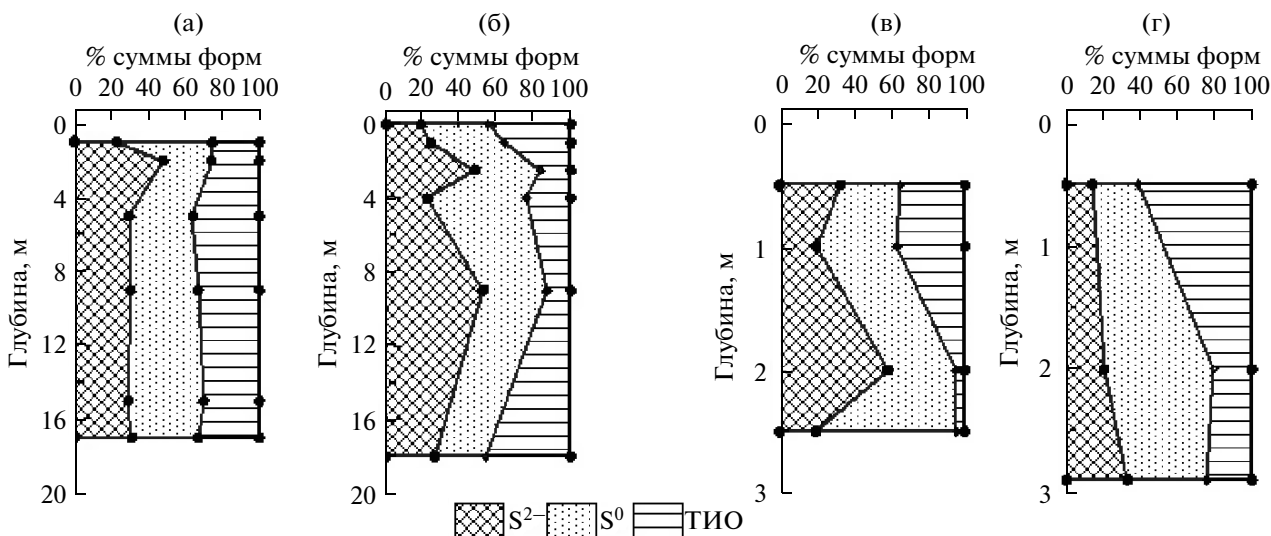 (а)
% суммы форм
0 20 40 60 80 100
0
4
8
12
16
20
Глубина, м
(б)
% суммы форм
0 20 40 60 80 100
0
4
8
12
16
20
Глубина, м
(в)
% суммы форм
0 20 40 60 80 100
0
1
2
3
Глубина, м
(г)
% суммы форм
0 20 40 60 80 100
0
1
2
3
Глубина, м
S²⁻ S⁰ ТИО